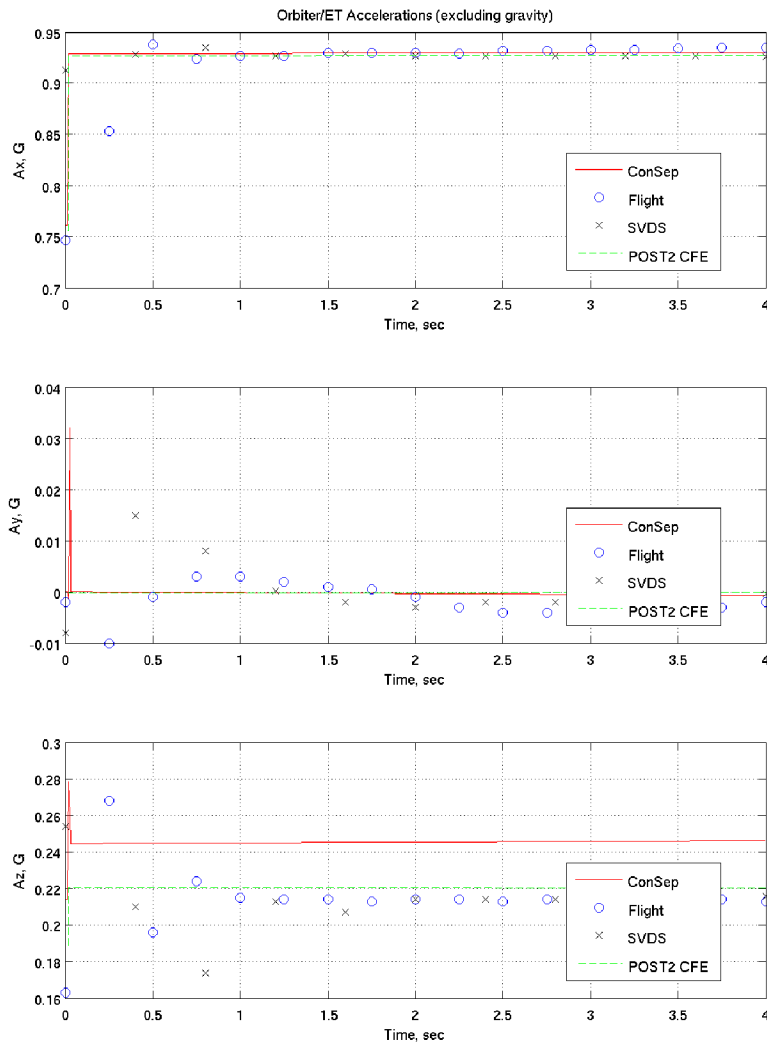 Orbiter/ET Accelerations (excluding gravity)
0.95
0.9
0.85
0.8
0.75
0.7
Ax, G
ConSep
Flight
SVDS
POST2 CFE
0 0.5 1 1.5 2 2.5 3 3.5 4
Time, sec
0.04
0.03
0.02
0.01
0
-0.01
Ay, G
ConSep
Flight
SVDS
POST2 CFE
0 0.5 1 1.5 2 2.5 3 3.5 4
Time, sec
0.3
0.28
0.26
0.24
0.22
0.2
0.18
0.16
Az, G
ConSep
Flight
SVDS
POST2 CFE
0 0.5 1 1.5 2 2.5 3 3.5 4
Time, sec